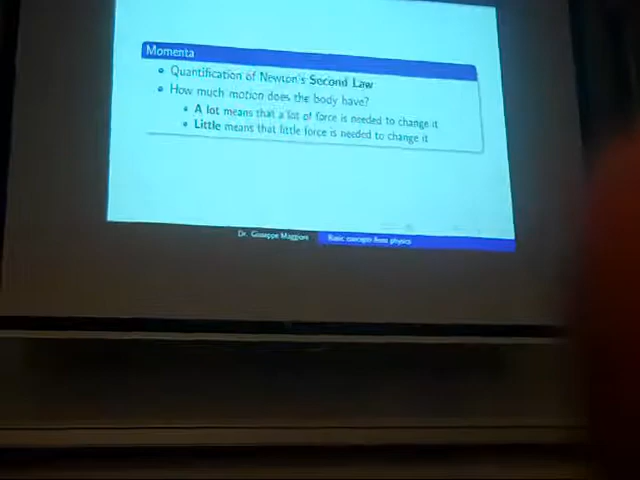 Momenta
Quantification of Newton's Second Law
How much motion does the body have?
A lot means that a lot of force is needed to change it
Little means that little force is needed to change it
Dr. Giuseppe Maggioni
Basic concepts from physics